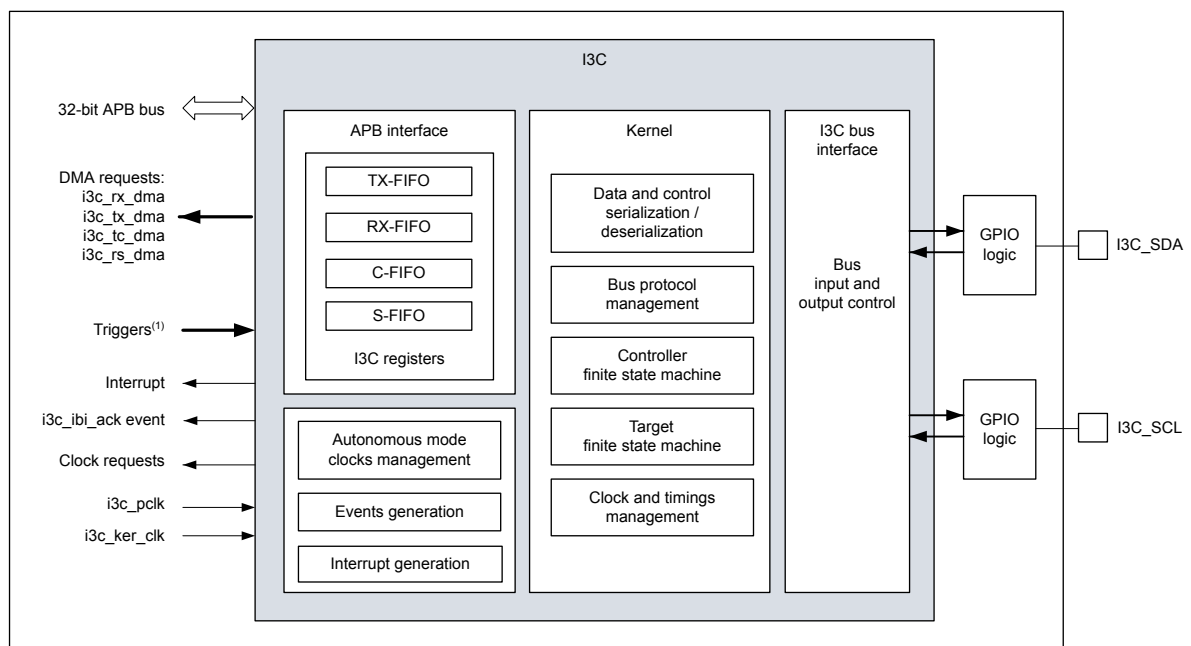 I3C
32-bit APB bus
DMA requests:
i3c_rx_dma
i3c_tx_dma
i3c_tc_dma
i3c_rs_dma
Triggers(1)
Interrupt
i3c_ibi_ack event
Clock requests
i3c_pclk
i3c_ker_clk
APB interface
TX-FIFO
RX-FIFO
C-FIFO
S-FIFO
I3C registers
Autonomous mode
clocks management
Events generation
Interrupt generation
Kernel
Data and control
serialization /
deserialization
Bus protocol
management
Controller
finite state machine
Target
finite state machine
Clock and timings
management
I3C bus
interface
Bus
input and
output control
GPIO
logic
I3C_SDA
GPIO
logic
I3C_SCL